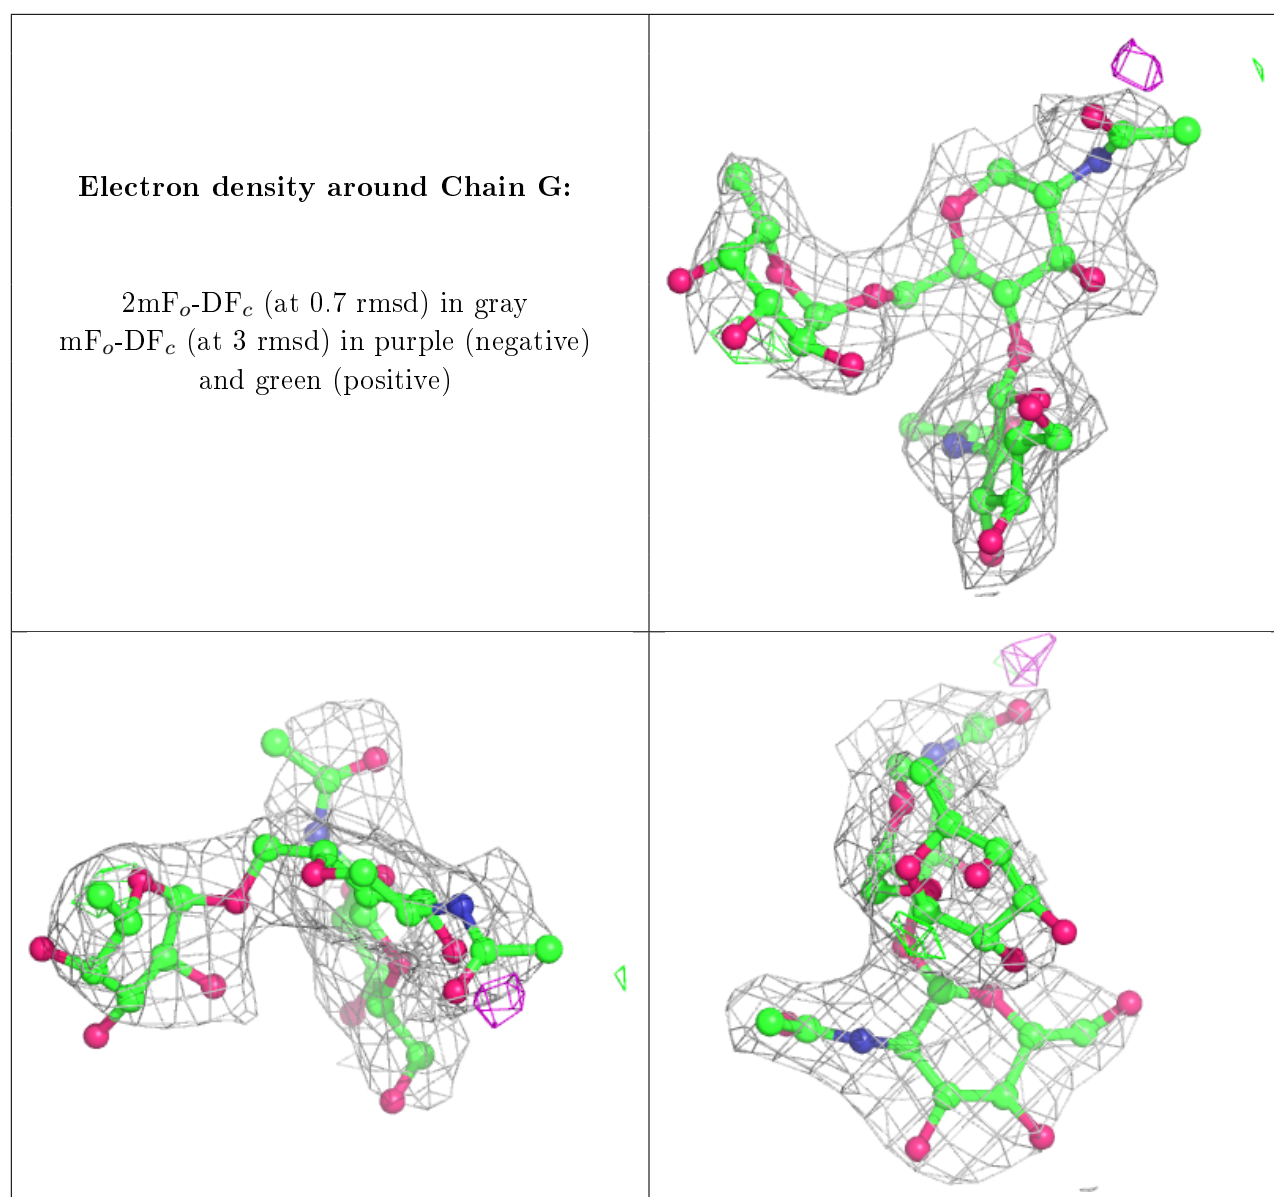 Electron density around Chain G:
2mFₒ-DF𝒸 (at 0.7 rmsd) in gray
mFₒ-DF𝒸 (at 3 rmsd) in purple (negative)
and green (positive)